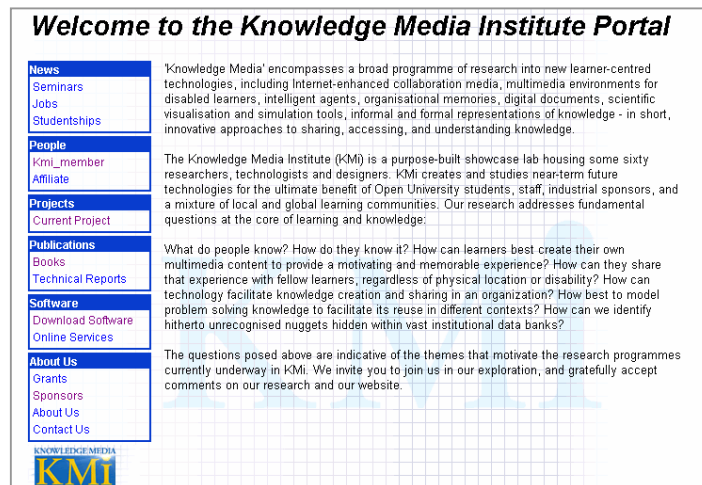 Welcome to the Knowledge Media Institute Portal
News
Seminars
Jobs
Studentships
People
Kmi_member
Affiliate
Projects
Current Project
Publications
Books
Technical Reports
Software
Download Software
Online Services
About Us
Grants
Sponsors
About Us
Contact Us
KNOWLEDGE MEDIA
KMi
'Knowledge Media' encompasses a broad programme of research into new learner-centred
technologies, including Internet-enhanced collaboration media, multimedia environments for
disabled learners, intelligent agents, organisational memories, digital documents, scientific
visualisation and simulation tools, informal and formal representations of knowledge - in short,
innovative approaches to sharing, accessing, and understanding knowledge.
The Knowledge Media Institute (KMi) is a purpose-built showcase lab housing some sixty
researchers, technologists and designers. KMi creates and studies near-term future
technologies for the ultimate benefit of Open University students, staff, industrial sponsors, and
a mixture of local and global learning communities. Our research addresses fundamental
questions at the core of learning and knowledge:
What do people know? How do they know it? How can learners best create their own
multimedia content to provide a motivating and memorable experience? How can they share
that experience with fellow learners, regardless of physical location or disability? How can
technology facilitate knowledge creation and sharing in an organization? How best to model
problem solving knowledge to facilitate its reuse in different contexts? How can we identify
hitherto unrecognised nuggets hidden within vast institutional data banks?
The questions posed above are indicative of the themes that motivate the research programmes
currently underway in KMi. We invite you to join us in our exploration, and gratefully accept
comments on our research and our website.
KMi